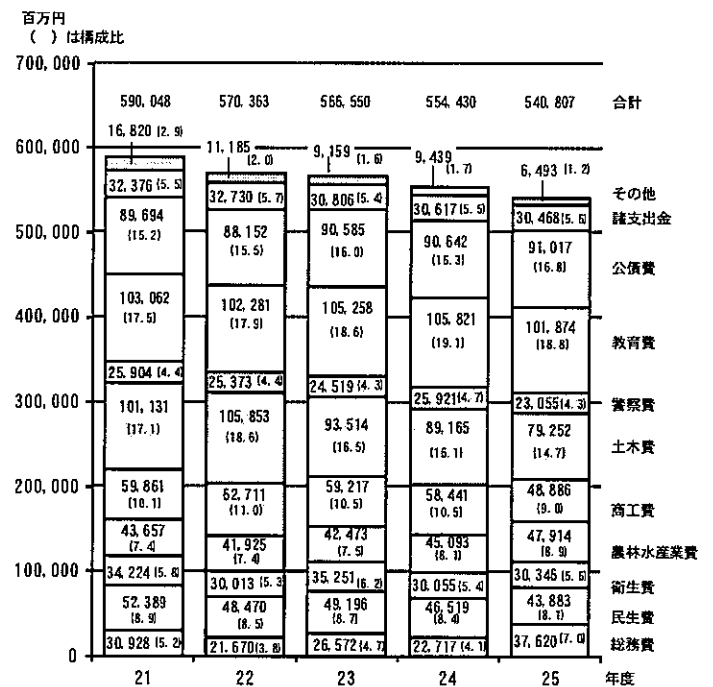 百万円
( )は構成比
700,000
590,048 570,363 566,550 554,430 540,807 合計
600,000
16,820 (2.9) 11,185 (2.0) 9,159 (1.6) 9,439 (1.7) 6,493 (1.2) その他
32,376 (5.5) 32,730 (5.7) 30,806 (5.4) 30,617 (5.5) 30,468 (5.6) 諸支出金
500,000
89,694 88,152 90,585 90,642 91,017 公債費
(15.2) (15.5) (16.0) (16.3) (16.8)
400,000
103,062 102,281 105,258 105,821 101,874 教育費
(17.5) (17.9) (18.6) (19.1) (18.8)
25,904 (4.4) 25,373 (4.4) 24,519 (4.3) 25,921 (4.7) 23,055 (4.3) 警察費
300,000
101,131 105,853 93,514 89,165 79,252 土木費
(17.1) (18.6) (16.5) (16.1) (14.7)
200,000
59,861 62,711 59,217 58,441 48,886 商工費
(10.1) (11.0) (10.5) (10.5) (9.0)
43,657 41,925 42,473 45,093 47,914 農林水産業費
(7.4) (7.4) (7.5) (8.1) (8.9)
100,000
34,224 (5.8) 30,013 (5.3) 35,251 (6.2) 30,055 (5.4) 30,345 (5.6) 衛生費
52,389 48,470 49,196 46,519 43,883 民生費
(8.9) (8.5) (8.7) (8.4) (8.1)
30,928 (5.2) 21,670 (3.8) 26,572 (4.7) 22,717 (4.1) 37,620 (7.0) 総務費
0
21 22 23 24 25 年度